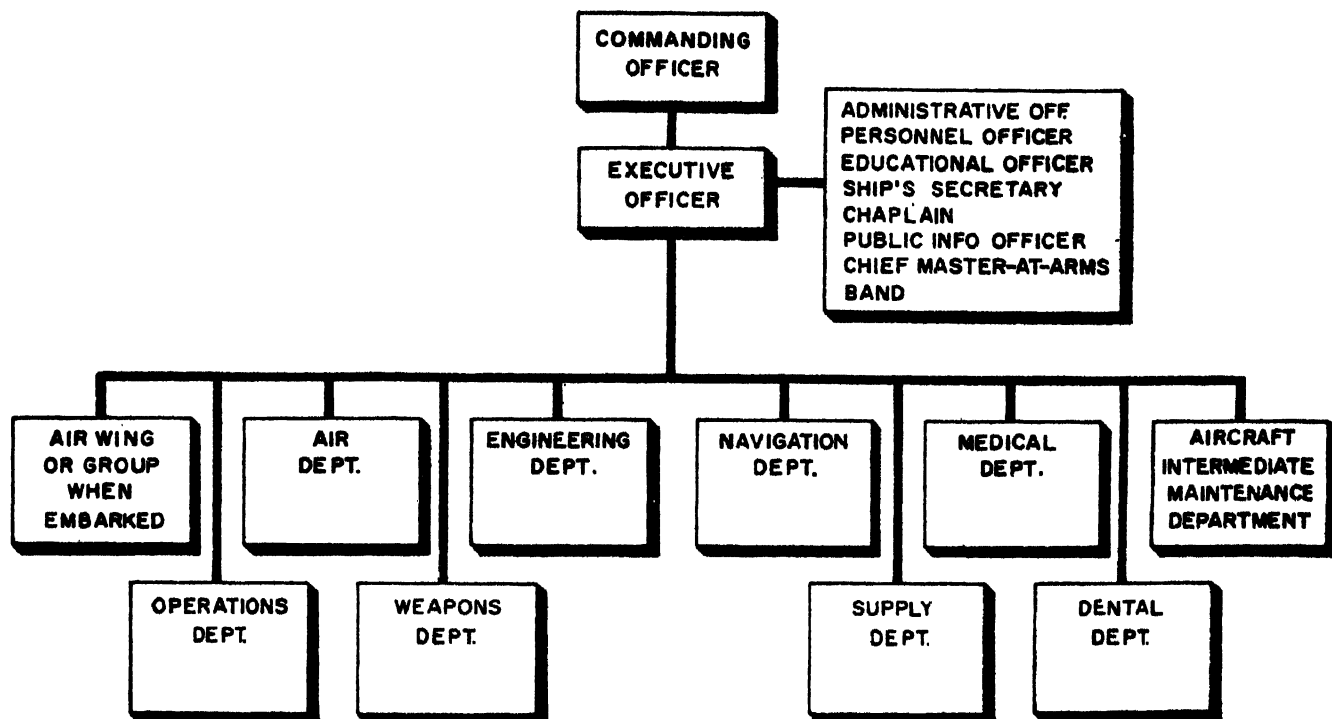 COMMANDING
OFFICER
EXECUTIVE
OFFICER
ADMINISTRATIVE OFF.
PERSONNEL OFFICER
EDUCATIONAL OFFICER
SHIP'S SECRETARY
CHAPLAIN
PUBLIC INFO OFFICER
CHIEF MASTER-AT-ARMS
BAND
AIR WING
OR GROUP
WHEN
EMBARKED
AIR
DEPT.
ENGINEERING
DEPT.
NAVIGATION
DEPT.
MEDICAL
DEPT.
AIRCRAFT
INTERMEDIATE
MAINTENANCE
DEPARTMENT
OPERATIONS
DEPT.
WEAPONS
DEPT.
SUPPLY
DEPT.
DENTAL
DEPT.